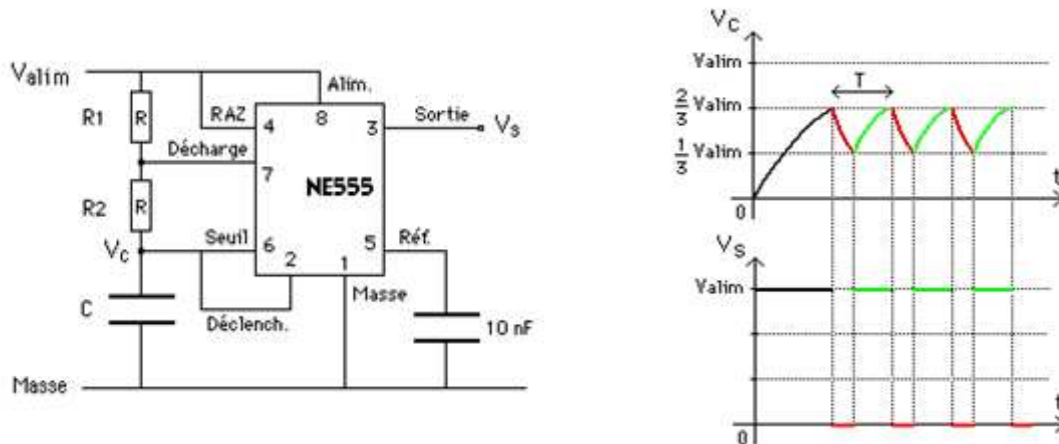 Valim
R1
R
R2
R
VC
C
Masse
RAZ
Décharge
Seuil
Déclench.
Alim.
4
8
3
7
NE555
6
2
1
5
Sortie
VS
Réf.
Masse
10 nF
VC
Valim
T
2/3 Valim
1/3 Valim
0
t
VS
Valim
0
t